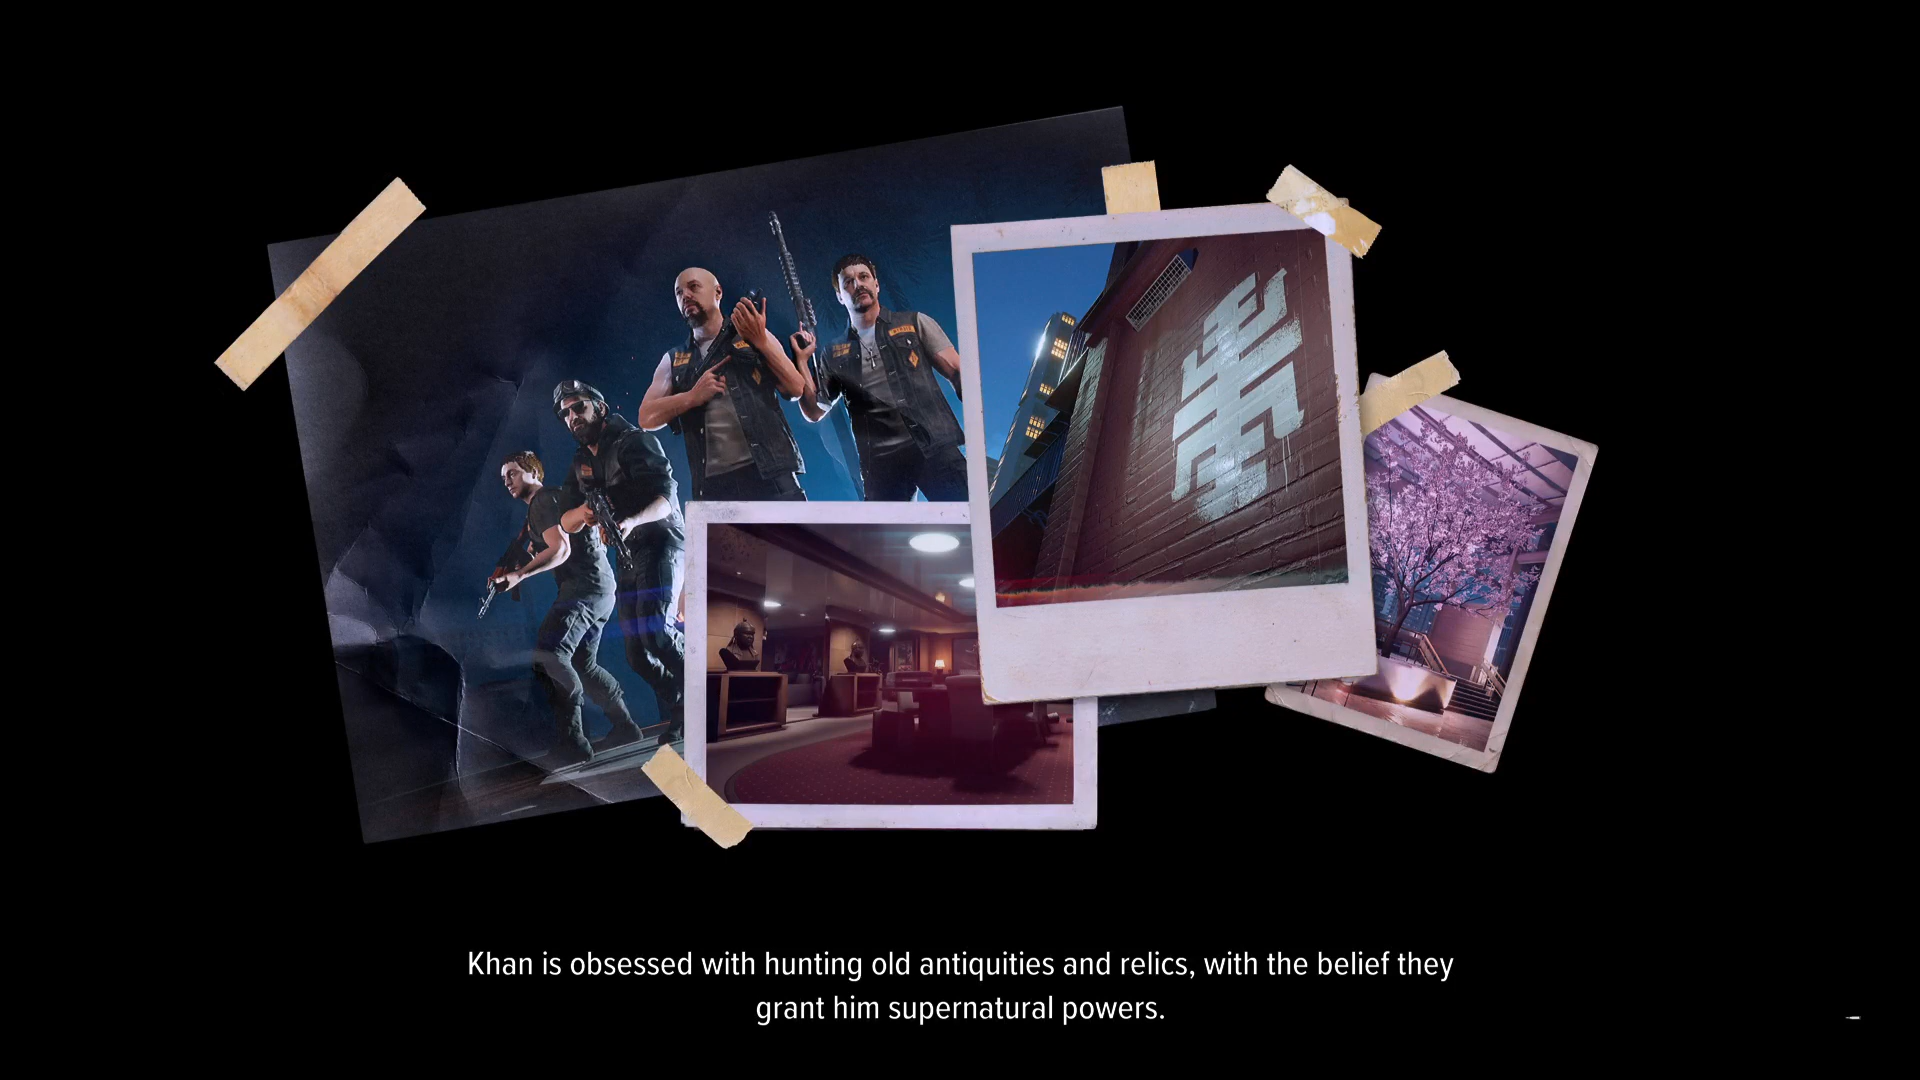 Khan is obsessed with hunting old antiquities and relics, with the belief they
grant him supernatural powers.